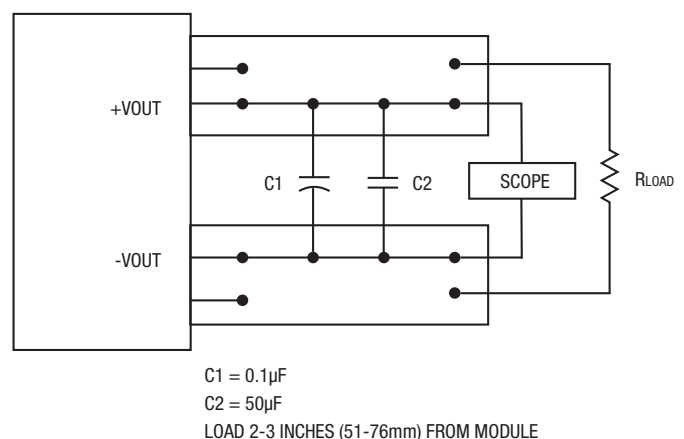 +VOUT
C1
C2
SCOPE
RLOAD
-VOUT
C1 = 0.1µF
C2 = 50µF
LOAD 2-3 INCHES (51-76mm) FROM MODULE